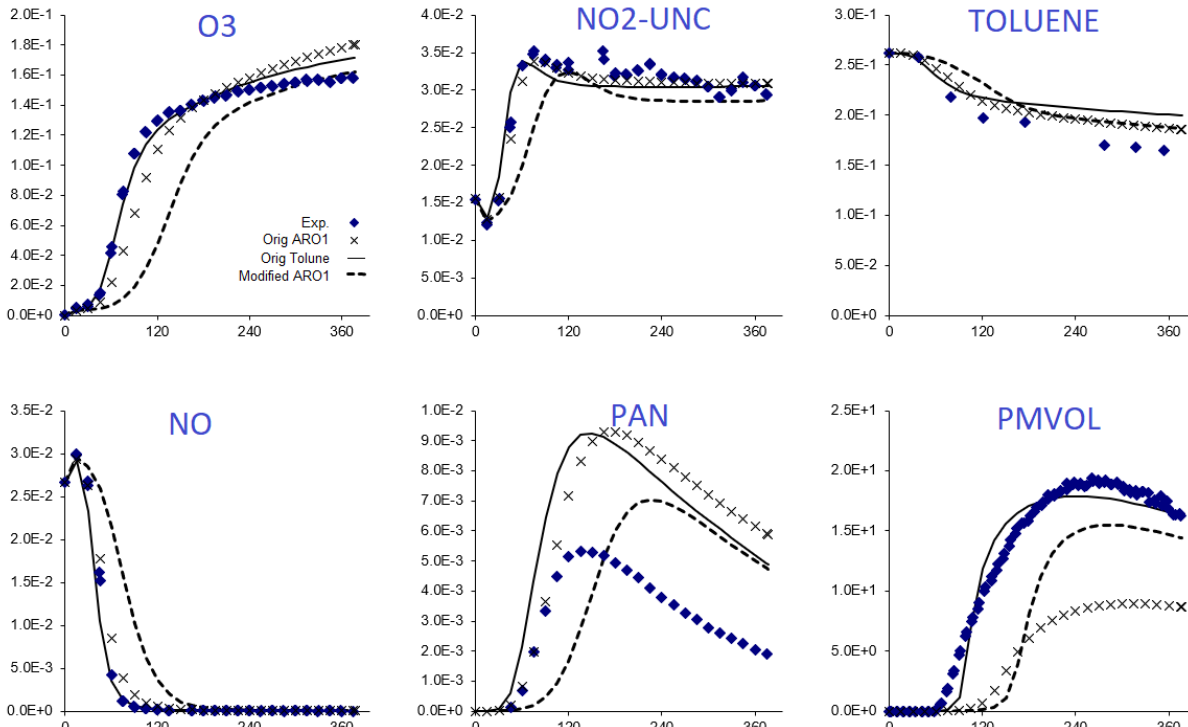 O3
NO2-UNC
TOLUENE
1.8E-1
2.0E-1
1.6E-1
1.4E-1
1.2E-1
1.0E-1
8.0E-2
6.0E-2
4.0E-2
2.0E-2
0.0E+0
0
120
240
360
Exp.
Orig ARO1
Orig Tolune
Modified ARO1
4.0E-2
3.5E-2
3.0E-2
2.5E-2
2.0E-2
1.5E-2
1.0E-2
5.0E-3
0.0E+0
0
120
240
360
3.0E-1
2.5E-1
2.0E-1
1.5E-1
1.0E-1
5.0E-2
0.0E+0
0
120
240
360
NO
PAN
PMVOL
3.5E-2
3.0E-2
2.5E-2
2.0E-2
1.5E-2
1.0E-2
5.0E-3
0.0E+0
0
120
240
360
1.0E-2
9.0E-3
8.0E-3
7.0E-3
6.0E-3
5.0E-3
4.0E-3
3.0E-3
2.0E-3
1.0E-3
0.0E+0
0
120
240
360
2.5E+1
2.0E+1
1.5E+1
1.0E+1
5.0E+0
0.0E+0
0
120
240
360